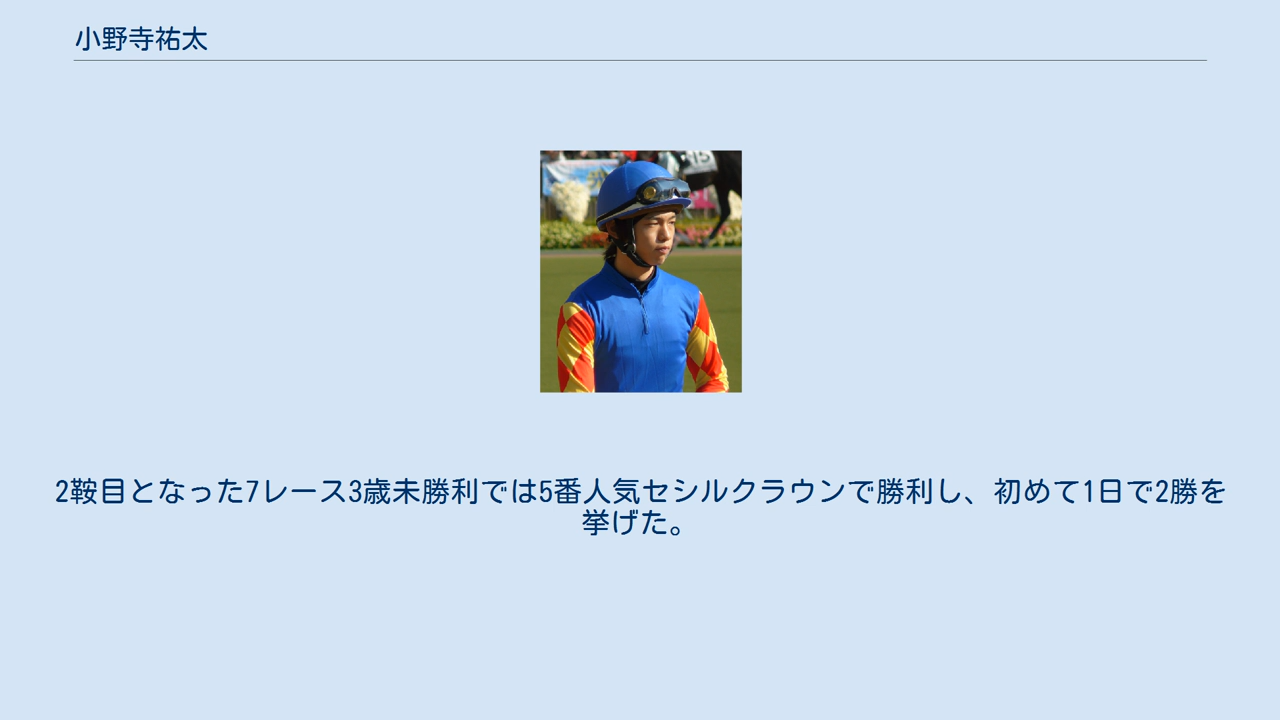 小野寺祐太
15
2鞍目となった7レース3歳未勝利では5番人気セシルクラウンで勝利し、初めて1日で2勝を
挙げた。